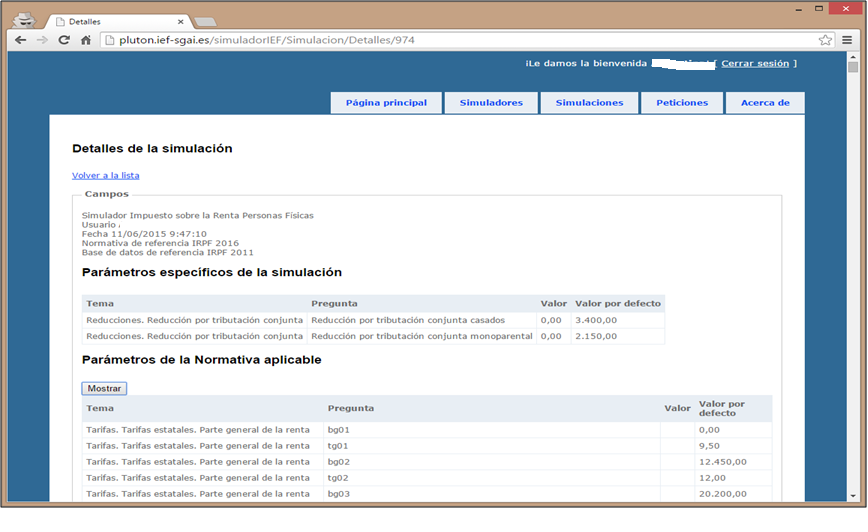 Detalles
pluton.ief-sgai.es/simuladorIEF/Simulacion/Detalles/974
¡Le damos la bienvenida [ Cerrar sesión ]
Página principal Simuladores Simulaciones Peticiones Acerca de
Detalles de la simulación
Volver a la lista
Campos
Simulador Impuesto sobre la Renta Personas Físicas
Usuario
Fecha 11/06/2015 9:47:10
Normativa de referencia IRPF 2016
Base de datos de referencia IRPF 2011
Parámetros específicos de la simulación
Tema Pregunta Valor Valor por defecto
Reducciones. Reducción por tributación conjunta Reducción por tributación conjunta casados 0,00 3.400,00
Reducciones. Reducción por tributación conjunta Reducción por tributación conjunta monoparental 0,00 2.150,00
Parámetros de la Normativa aplicable
Mostrar
Tema Pregunta Valor Valor por defecto
Tarifas. Tarifas estatales. Parte general de la renta bg01 0,00
Tarifas. Tarifas estatales. Parte general de la renta tg01 9,50
Tarifas. Tarifas estatales. Parte general de la renta bg02 12.450,00
Tarifas. Tarifas estatales. Parte general de la renta tg02 12,00
Tarifas. Tarifas estatales. Parte general de la renta bg03 20.200,00